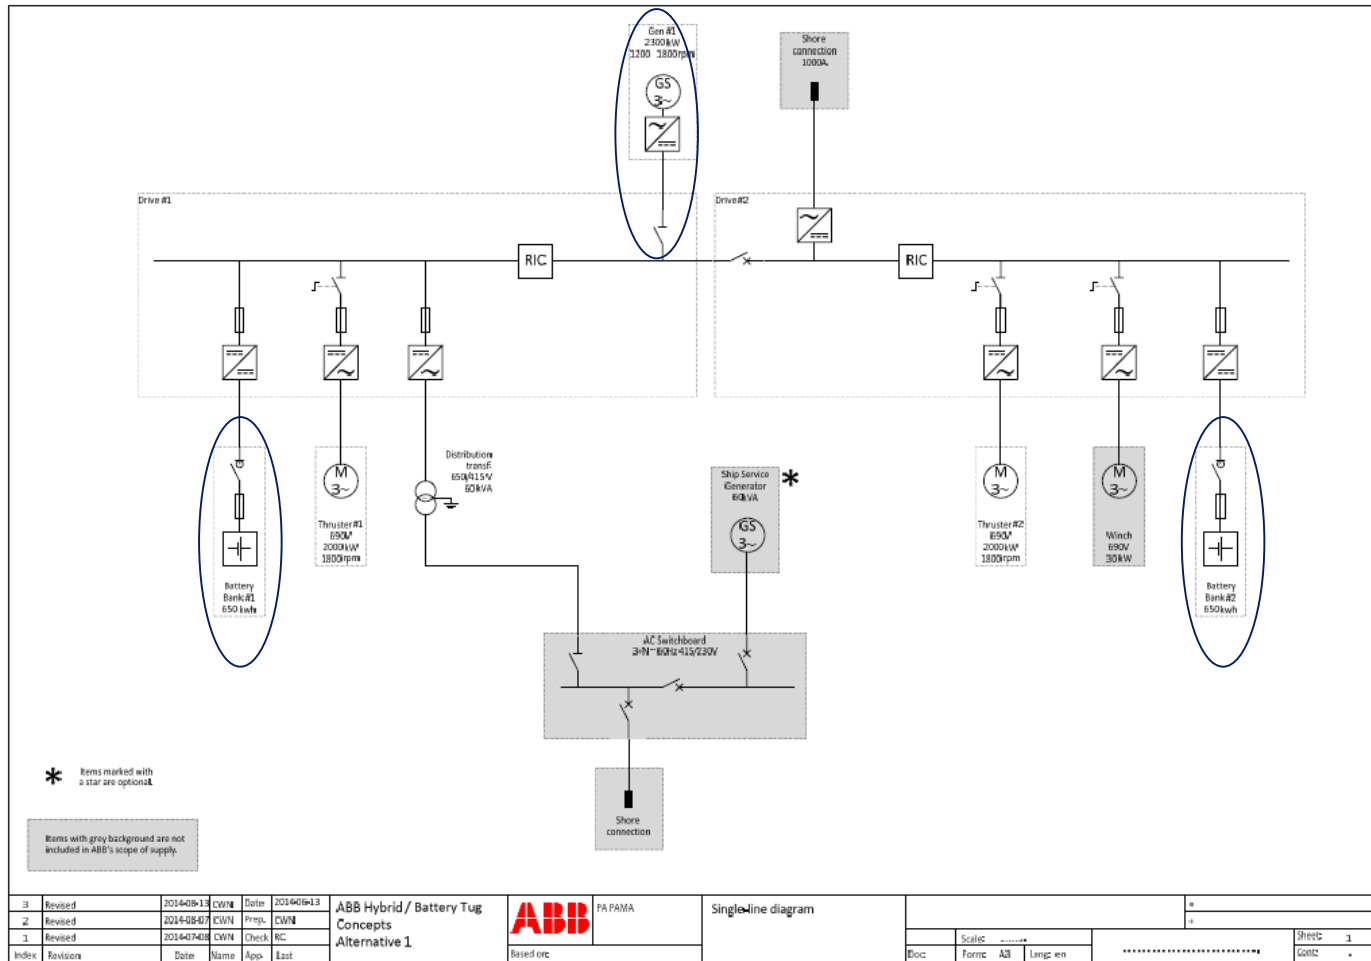 Gen #1
2300kW
1200 1800rpm
GS
3~
Shore
connection
1000A
Drive #1
Drive#2
RIC
RIC
M
3~
Thruster#1
690V
2000kW
1800rpm
Battery
Bank#1
650 kwh
Distribution
transf.
650/415V
60kVA
Ship Service
Generator
60kVA
*
GS
3~
M
3~
Thruster#2
690V
2000kW
1800rpm
M
3~
Winch
690V
30kW
Battery
Bank#2
650kwh
AC Switchboard
3+N~60Hz 415/230V
Shore
connection
* Items marked with
a star are optional.
Items with grey background are not
included in ABB's scope of supply.
3 Revised 2014-08-13 CWN Date 2014-06-13
2 Revised 2014-08-07 CWN Prep. CWN
1 Revised 2014-07-08 CWN Check RC
Index Revision Date Name App. Last
ABB Hybrid / Battery Tug
Concepts
Alternative 1
ABB
PA PAMA
Based on:
Single-line diagram
Doc:
Scale:
Form: A3
Lang: en
=
+
Sheet: 1
Cont: